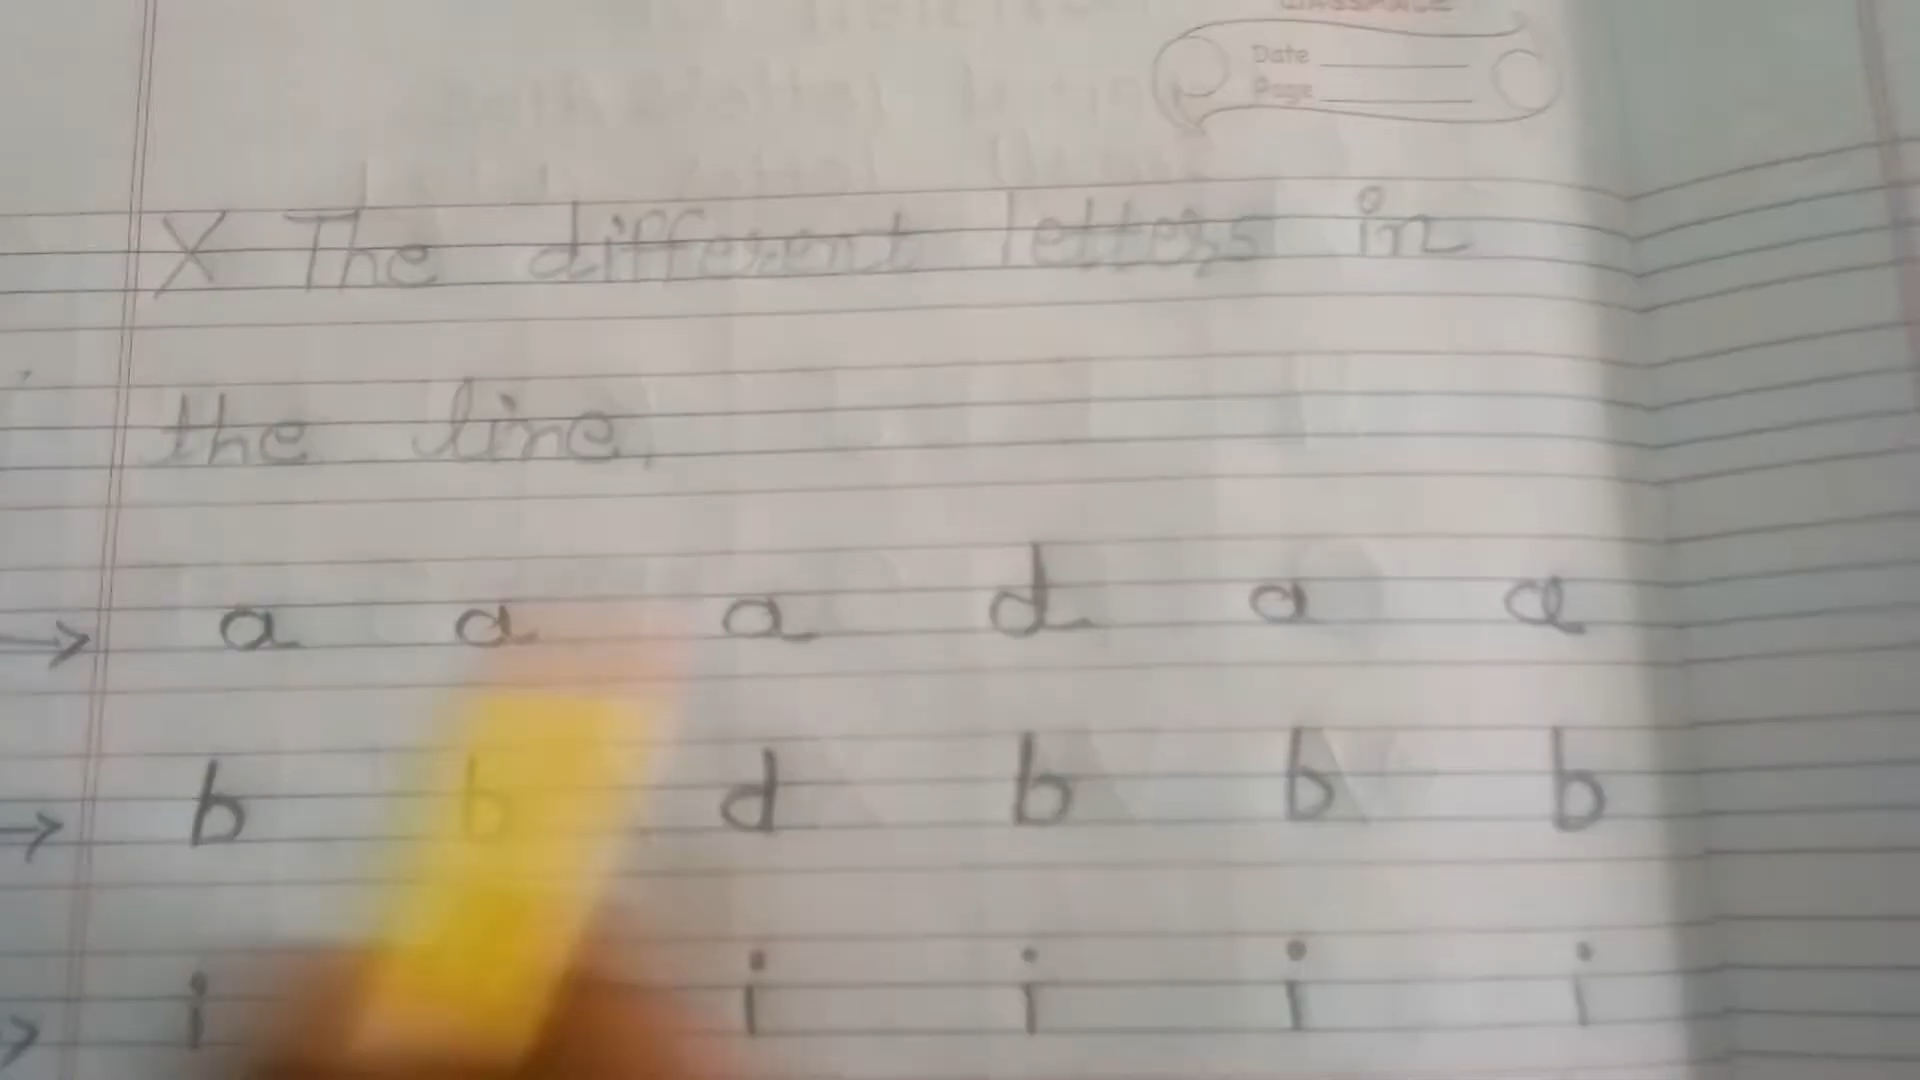 Date
Page
X The different letters in
the line.
→ a a a d a a
→ b b d b b b
→ i i i i i